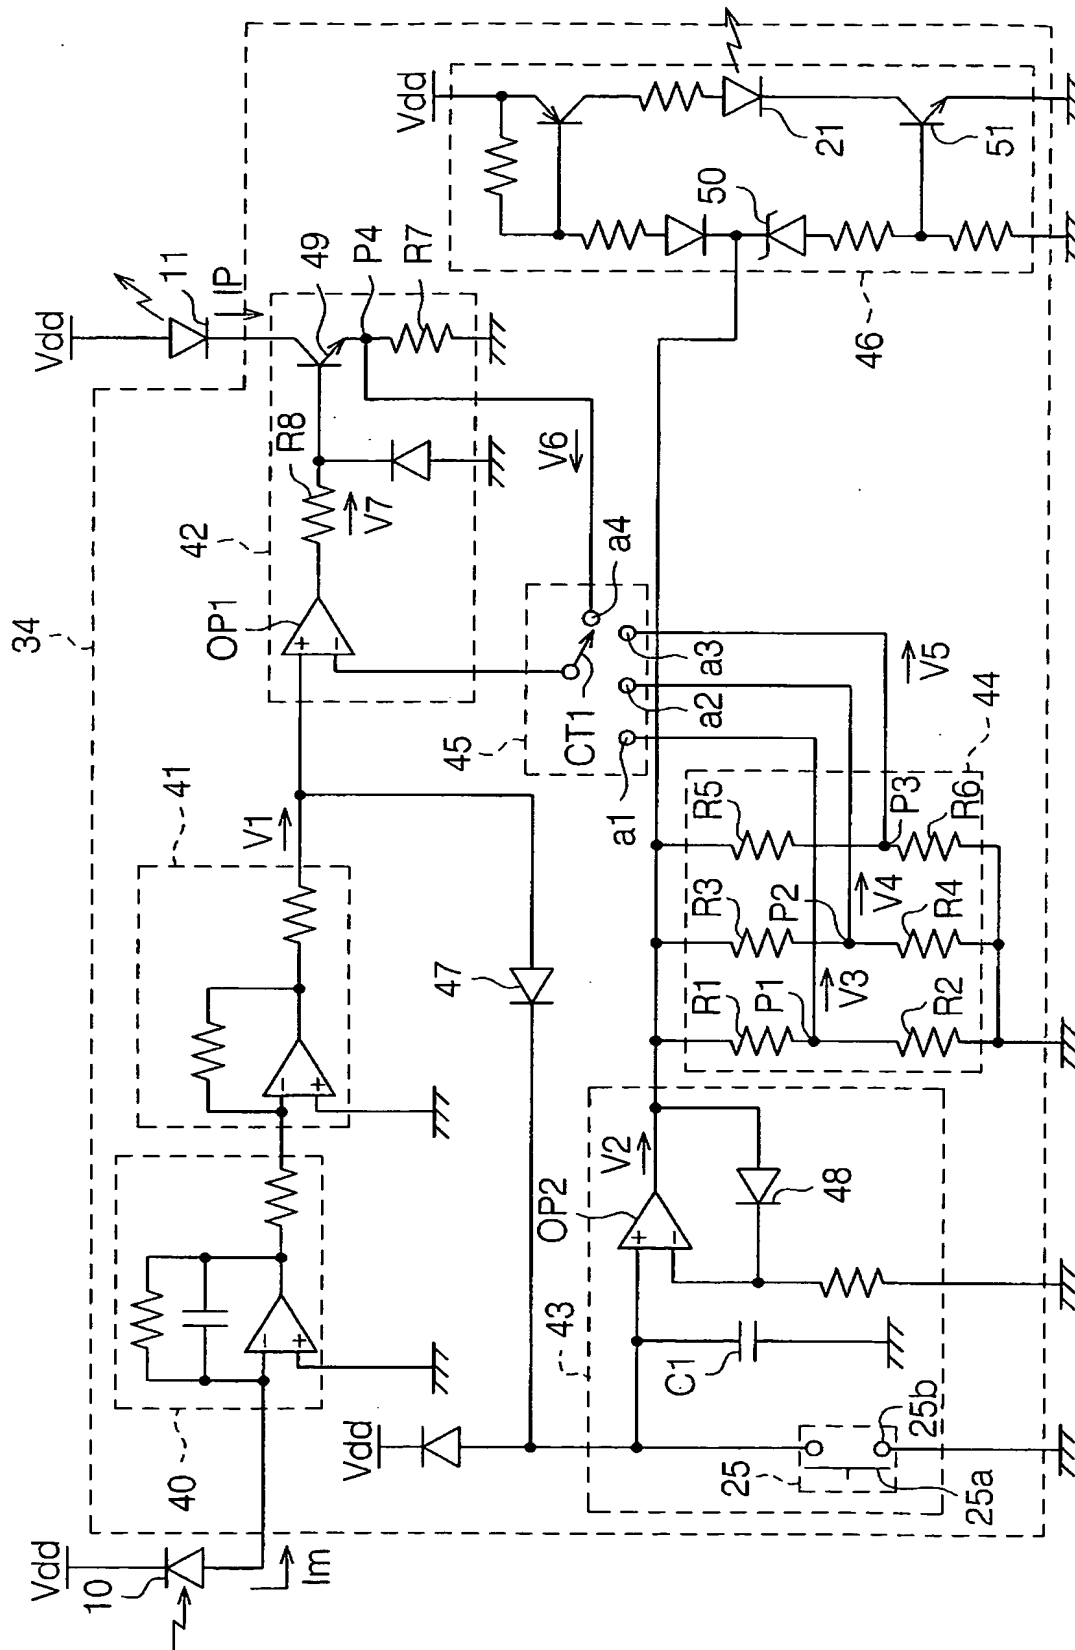 34
Vdd
10
Im
40
41
V1
42
OP1
R8
V7
Vdd
11
IP
49
P4
R7
V6
45
CT1
a1
a2
a3
a4
47
Vdd
43
OP2
V2
C1
48
25
25a
25b
R1
P1
R2
V3
R3
P2
R4
V4
R5
P3
R6
V5
44
46
Vdd
50
21
51
+
−
+
−
+
−
+
−